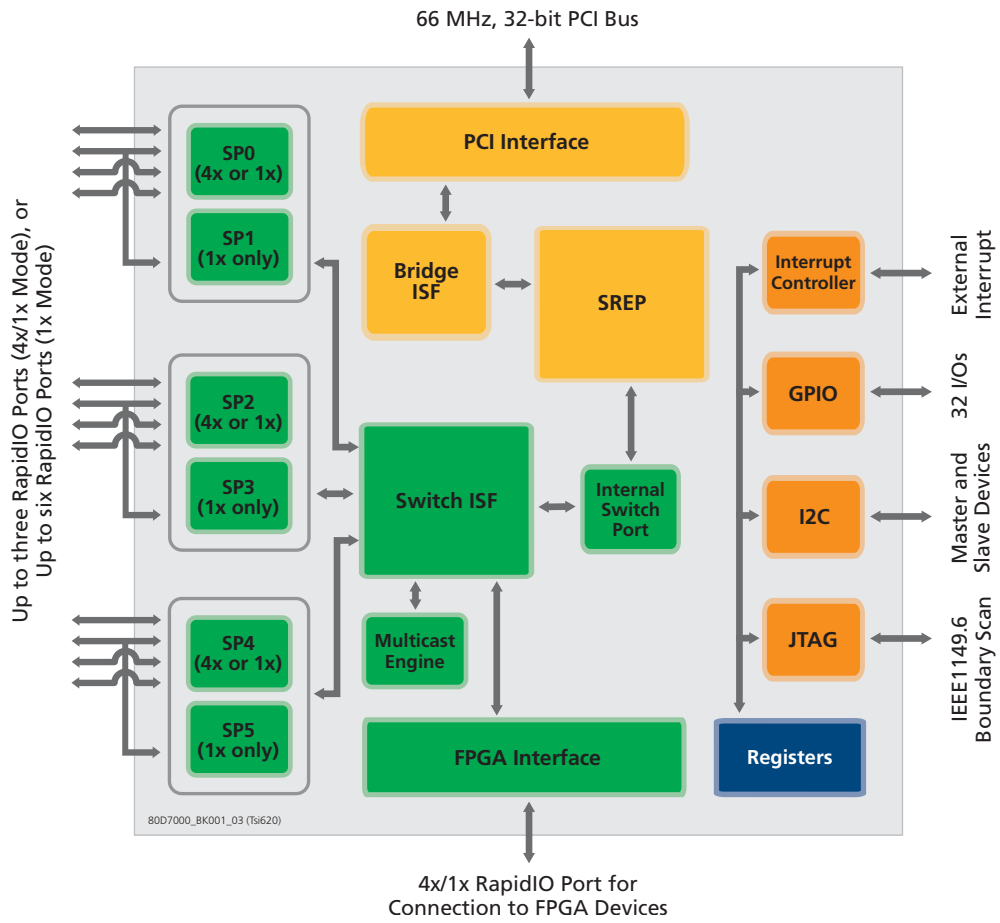 66 MHz, 32-bit PCI Bus
Up to three RapidIO Ports (4x/1x Mode), or
Up to six RapidIO Ports (1x Mode)
SP0
(4x or 1x)
SP1
(1x only)
SP2
(4x or 1x)
SP3
(1x only)
SP4
(4x or 1x)
SP5
(1x only)
PCI Interface
Bridge
ISF
SREP
Switch ISF
Internal
Switch
Port
Multicast
Engine
FPGA Interface
Interrupt
Controller
GPIO
I2C
JTAG
Registers
External
Interrupt
32 I/Os
Master and
Slave Devices
IEEE1149.6
Boundary Scan
80D7000_BK001_03 (Tsi620)
4x/1x RapidIO Port for
Connection to FPGA Devices